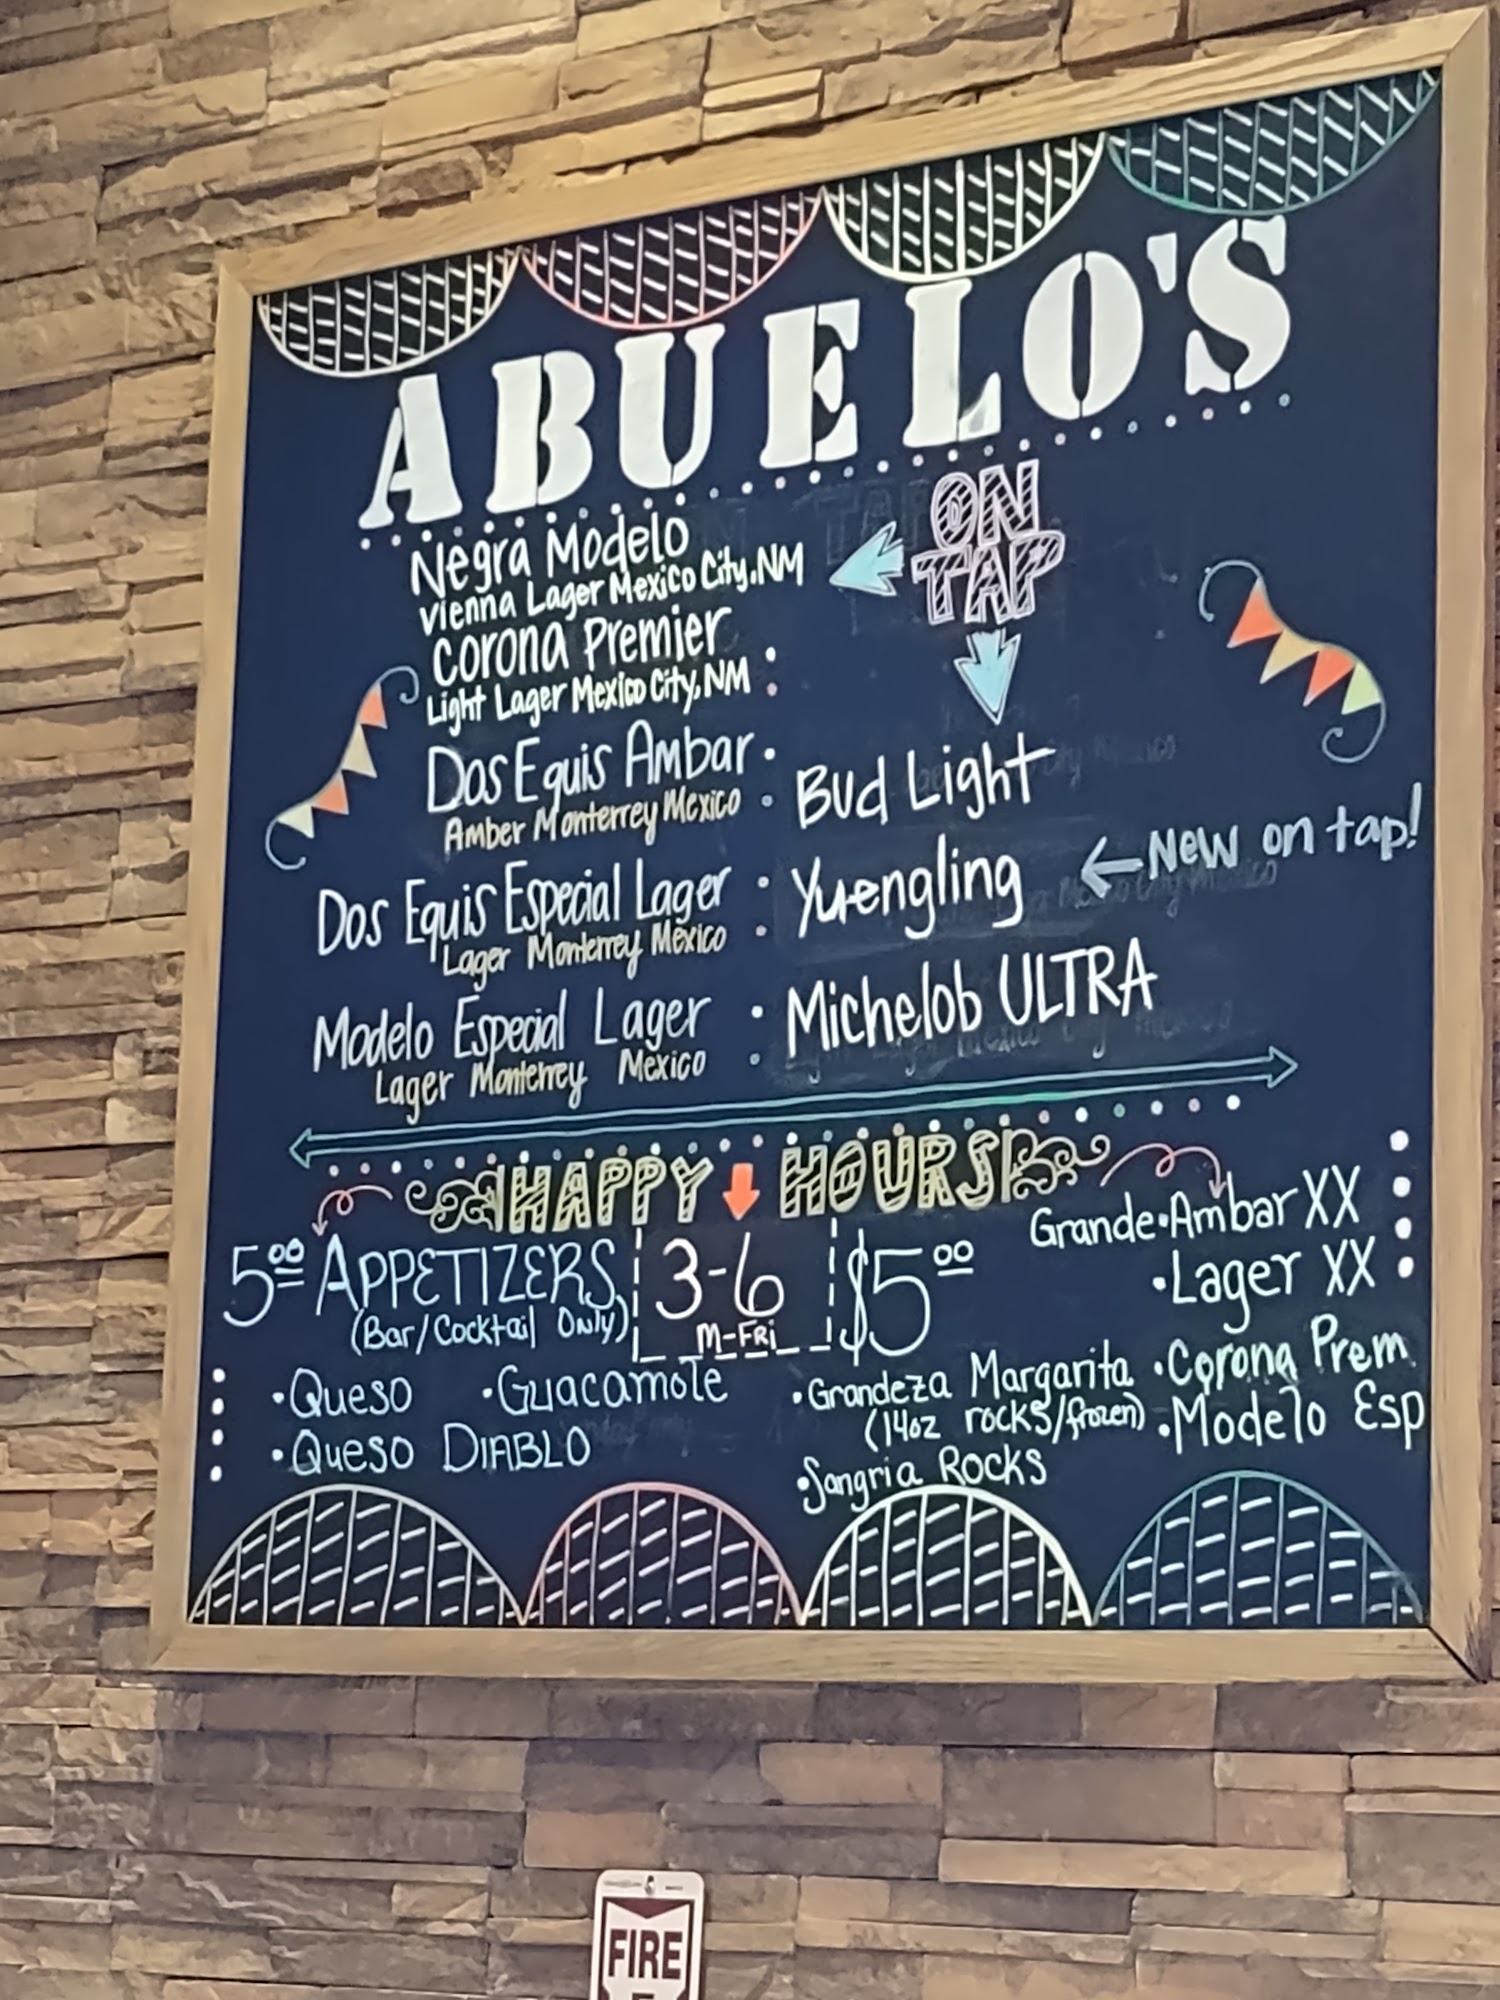 ABUELO'S
ON
TAP
Negra Modelo
Vienna Lager Mexico City, NM
Corona Premier
Light Lager Mexico City, NM
Dos Equis Ambar
Amber Monterrey Mexico
Dos Equis Especial Lager
Lager Monterrey Mexico
Modelo Especial Lager
Lager Monterrey Mexico
Bud Light
Yuengling ← New on tap!
Michelob ULTRA
HAPPY HOURS
5.00 APPETIZERS
(Bar/Cocktail Only)
• Queso • Guacamole
• Queso DIABLO
3-6
M-FRI
$5.00
Grande • Ambar XX
• Lager XX
• Corona Prem
• Modelo Esp
• Grandeza Margarita
(14oz rocks/frozen)
• Sangria ROCKS
FIRE